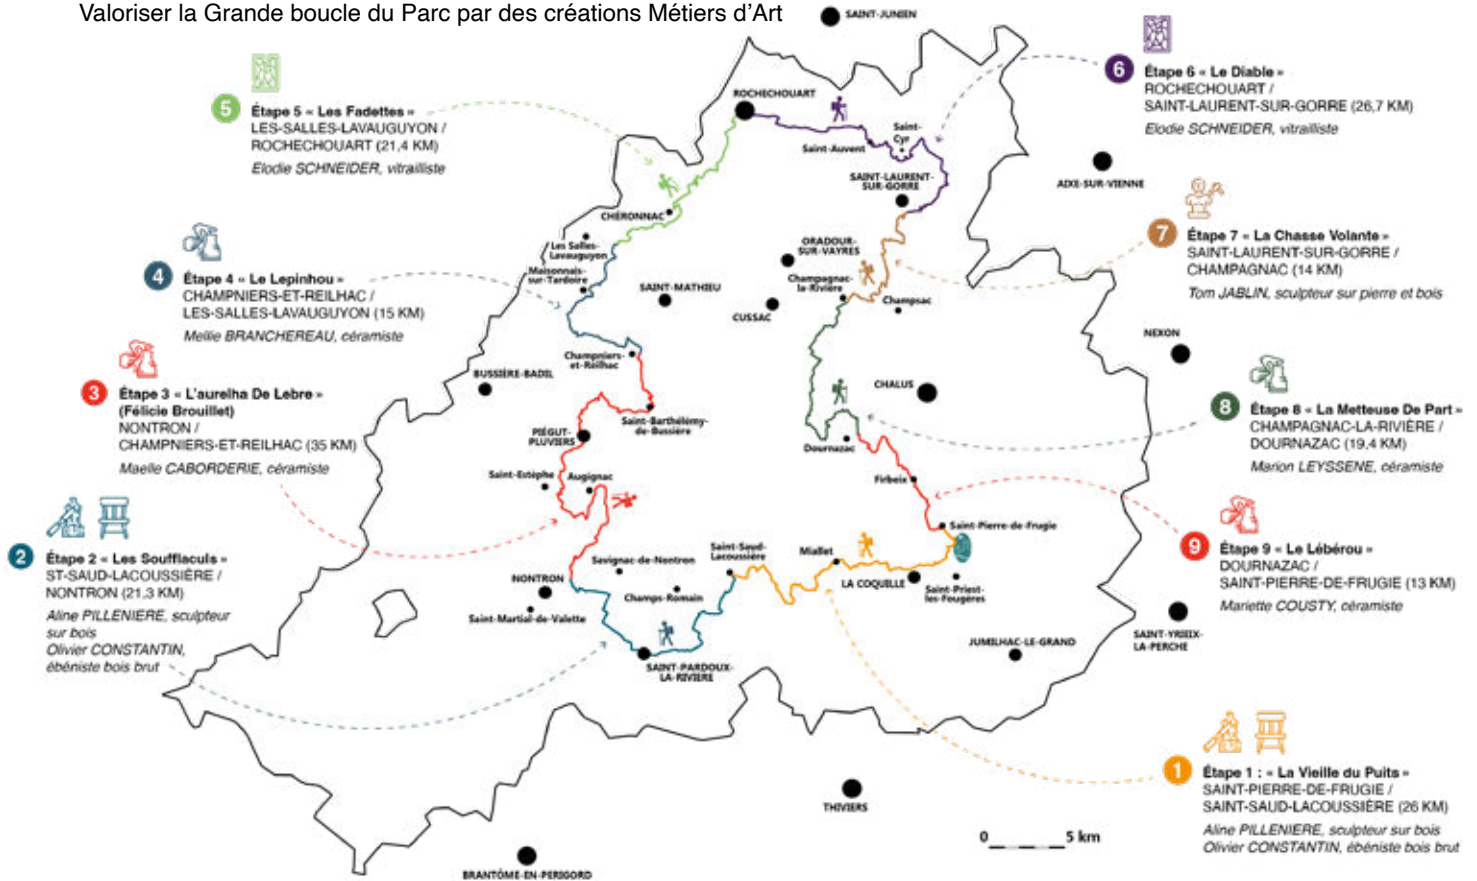 Valoriser la Grande boucle du Parc par des créations Métiers d'Art
SAINT-JUNIEN
6
Étape 6 « Le Diable »
ROCHECHOUART /
SAINT-LAURENT-SUR-GORRE (26,7 KM)
Elodie SCHNEIDER, vitrailliste
5
Étape 5 « Les Fadettes »
LES-SALLES-LAVAUGUYON /
ROCHECHOUART (21,4 KM)
Elodie SCHNEIDER, vitrailliste
ROCHECHOUART
Saint-Auvent
Saint-
Cyr
SAINT-LAURENT-
SUR-GORRE
AIXE-SUR-VIENNE
CHÉRONNAC
7
Étape 7 « La Chasse Volante »
SAINT-LAURENT-SUR-GORRE /
CHAMPAGNAC (14 KM)
Tom JABLIN, sculpteur sur pierre et bois
4
Étape 4 « Le Lepinhou »
CHAMPNIERS-ET-REILHAC /
LES-SALLES-LAVAUGUYON (15 KM)
Mellie BRANCHEREAU, céramiste
Les Salles-
Lavauguyon
Maisonnais-
sur-Tardoire
ORADOUR-
SUR-VAYRES
Champagnac-
la-Rivière
SAINT-MATHIEU
CUSSAC
Champsac
NEXON
3
Étape 3 « L'aurelha De Lebre »
(Félicie Brouillet)
NONTRON /
CHAMPNIERS-ET-REILHAC (35 KM)
Maelle CABORDERIE, céramiste
Champniers-
et-Reilhac
BUSSIÈRE-BADIL
CHALUS
8
Étape 8 « La Metteuse De Part »
CHAMPAGNAC-LA-RIVIÈRE /
DOURNAZAC (19,4 KM)
Marion LEYSSENE, céramiste
Saint-Barthélémy-
de-Bussière
PIÉGUT-
PLUVIERS
Dournazac
Saint-Estèphe
Augignac
Firbeix
Saint-Pierre-de-Frugie
9
Étape 9 « Le Lébérou »
DOURNAZAC /
SAINT-PIERRE-DE-FRUGIE (13 KM)
Mariette COUSTY, céramiste
2
Étape 2 « Les Soufflaculs »
ST-SAUD-LACOUSSIÈRE /
NONTRON (21,3 KM)
Aline PILLENIERE, sculpteur
sur bois
Olivier CONSTANTIN,
ébéniste bois brut
Savignac-de-Nontron
Saint-Saud-
Lacoussière
Miallet
LA COQUILLE
Saint-Priest-
les-Fougères
NONTRON
Champs-Romain
Saint-Martial-de-Valette
SAINT-PARDOUX-
LA-RIVIERE
JUMILHAC-LE-GRAND
SAINT-YRIEIX-
LA-PERCHE
1
Étape 1 : « La Vieille du Puits »
SAINT-PIERRE-DE-FRUGIE /
SAINT-SAUD-LACOUSSIÈRE (26 KM)
Aline PILLENIERE, sculpteur sur bois
Olivier CONSTANTIN, ébéniste bois brut
THIVIERS
0 5 km
BRANTÔME-EN-PERIGORD